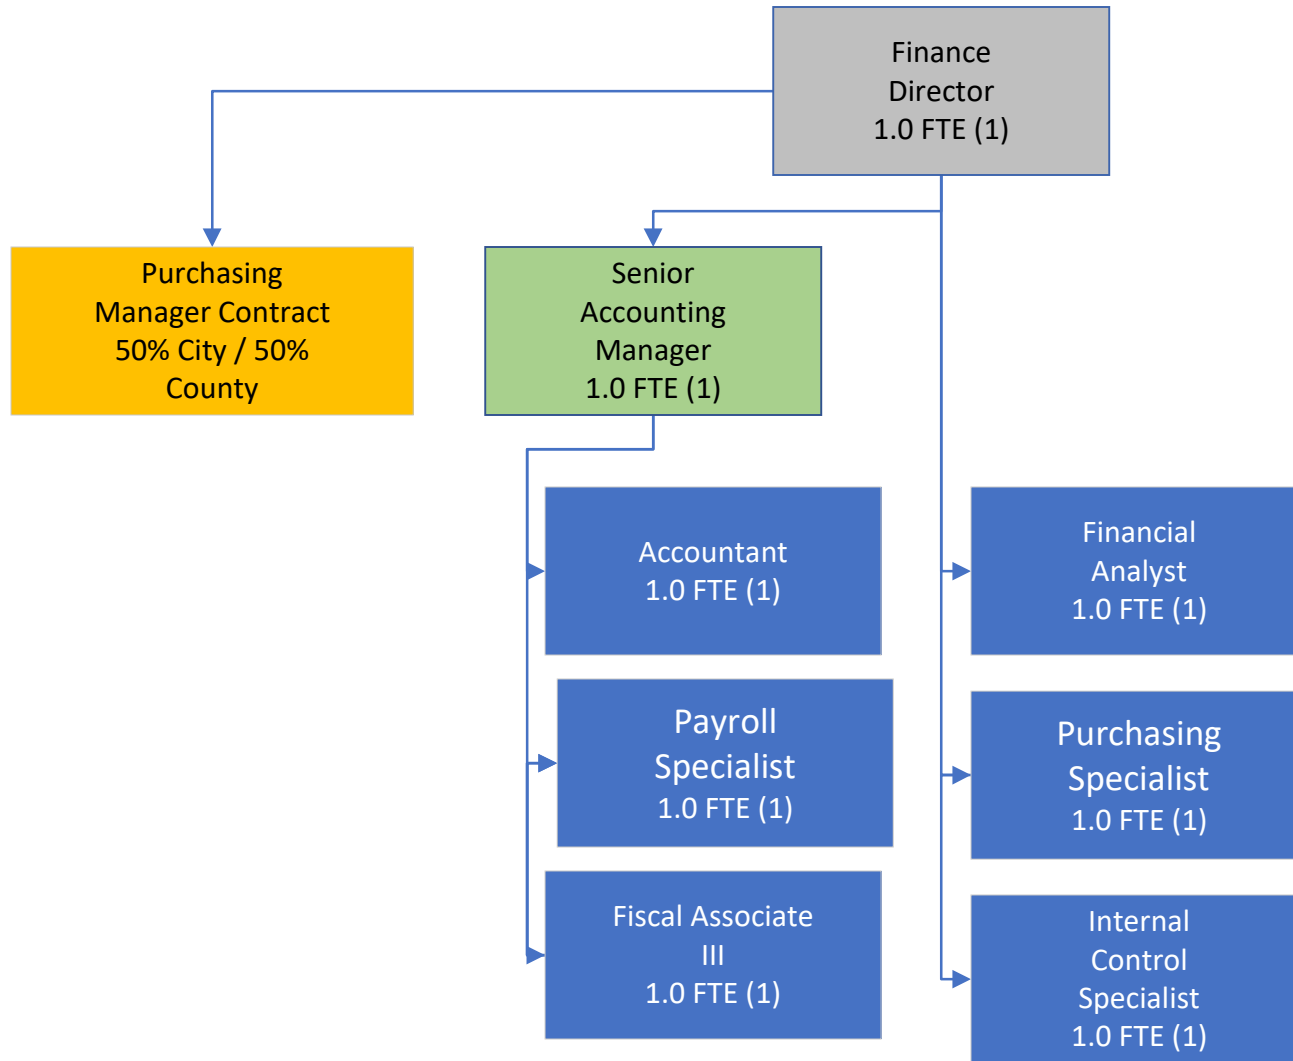 Finance
Director
1.0 FTE (1)
Purchasing
Manager Contract
50% City / 50%
County
Senior
Accounting
Manager
1.0 FTE (1)
Accountant
1.0 FTE (1)
Financial
Analyst
1.0 FTE (1)
Payroll
Specialist
1.0 FTE (1)
Purchasing
Specialist
1.0 FTE (1)
Fiscal Associate
III
1.0 FTE (1)
Internal
Control
Specialist
1.0 FTE (1)